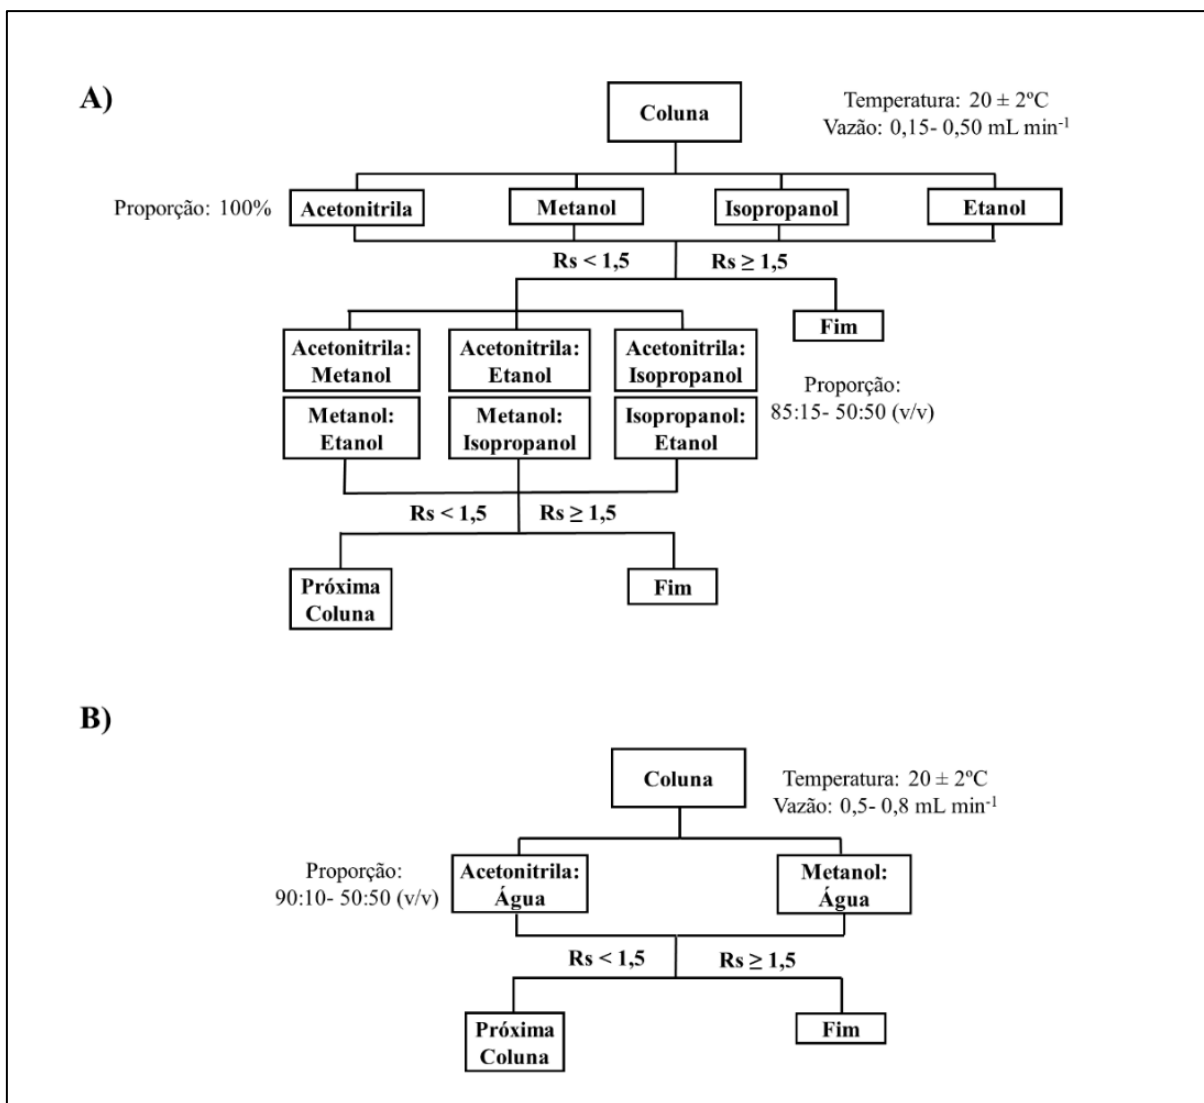 A)
Coluna
Temperatura: 20 ± 2ºC
Vazão: 0,15- 0,50 mL min⁻¹
Proporção: 100%
Acetonitrila
Metanol
Isopropanol
Etanol
Rs < 1,5
Rs ≥ 1,5
Fim
Acetonitrila:
Metanol
Acetonitrila:
Etanol
Acetonitrila:
Isopropanol
Proporção:
85:15- 50:50 (v/v)
Metanol:
Etanol
Metanol:
Isopropanol
Isopropanol:
Etanol
Rs < 1,5
Rs ≥ 1,5
Próxima
Coluna
Fim
B)
Coluna
Temperatura: 20 ± 2ºC
Vazão: 0,5- 0,8 mL min⁻¹
Proporção:
90:10- 50:50 (v/v)
Acetonitrila:
Água
Metanol:
Água
Rs < 1,5
Rs ≥ 1,5
Próxima
Coluna
Fim